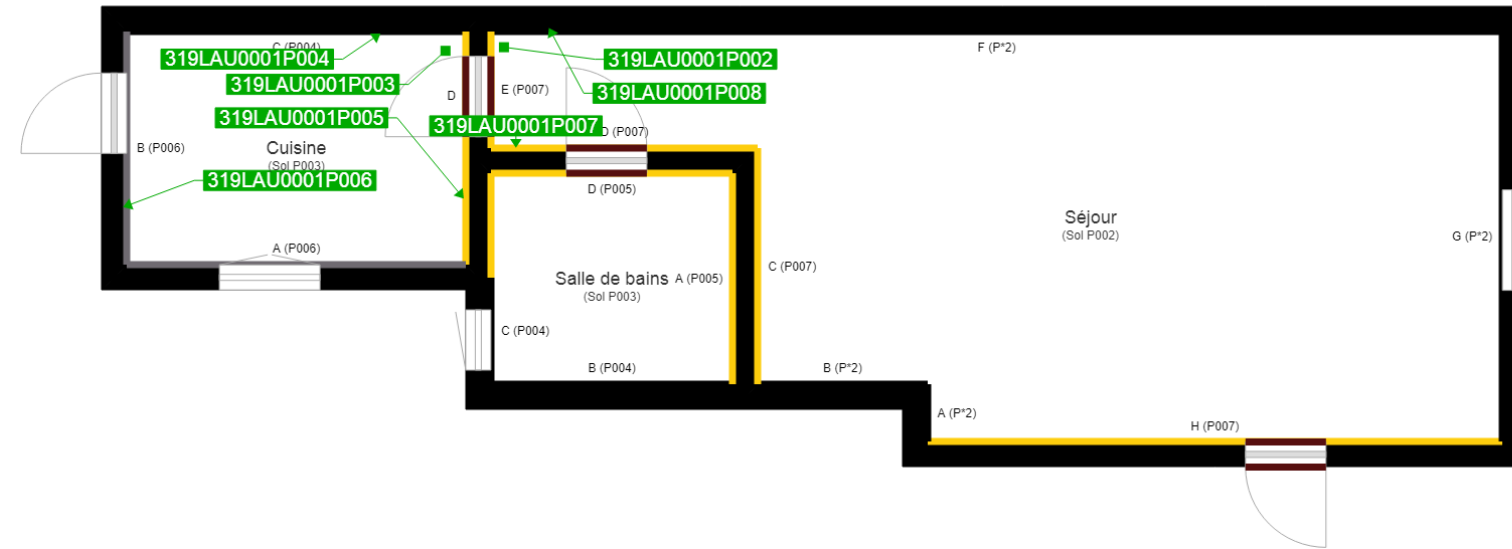 C (P004)
319LAU0001P004
319LAU0001P003
D
319LAU0001P005
B (P006)
Cuisine
(Sol P003)
319LAU0001P006
A (P006)
319LAU0001P002
E (P007)
319LAU0001P008
319LAU0001P007
D (P007)
F (P*2)
D (P005)
Salle de bains
(Sol P003)
A (P005)
C (P004)
B (P004)
C (P007)
Séjour
(Sol P002)
G (P*2)
B (P*2)
A (P*2)
H (P007)